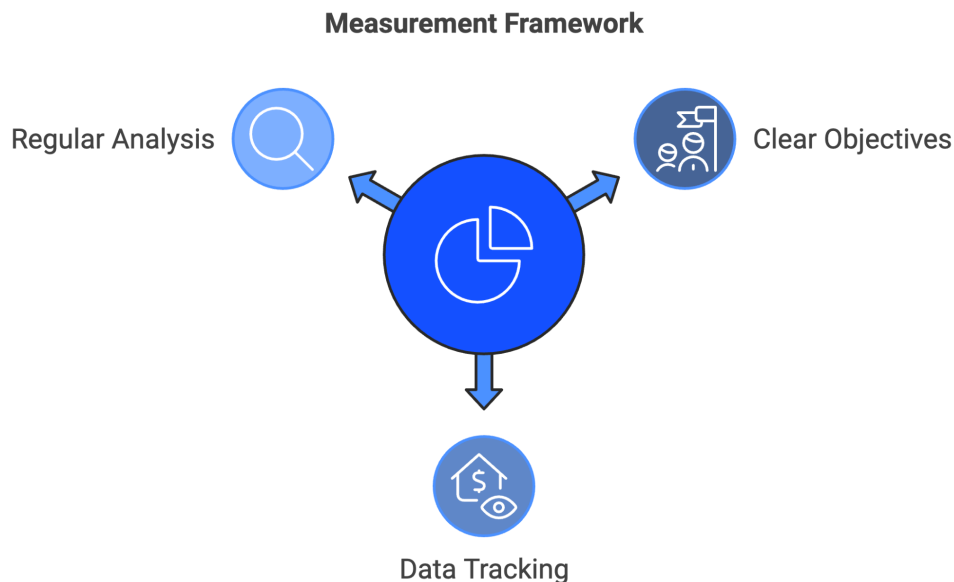 Measurement Framework
Regular Analysis
Clear Objectives
$
Data Tracking